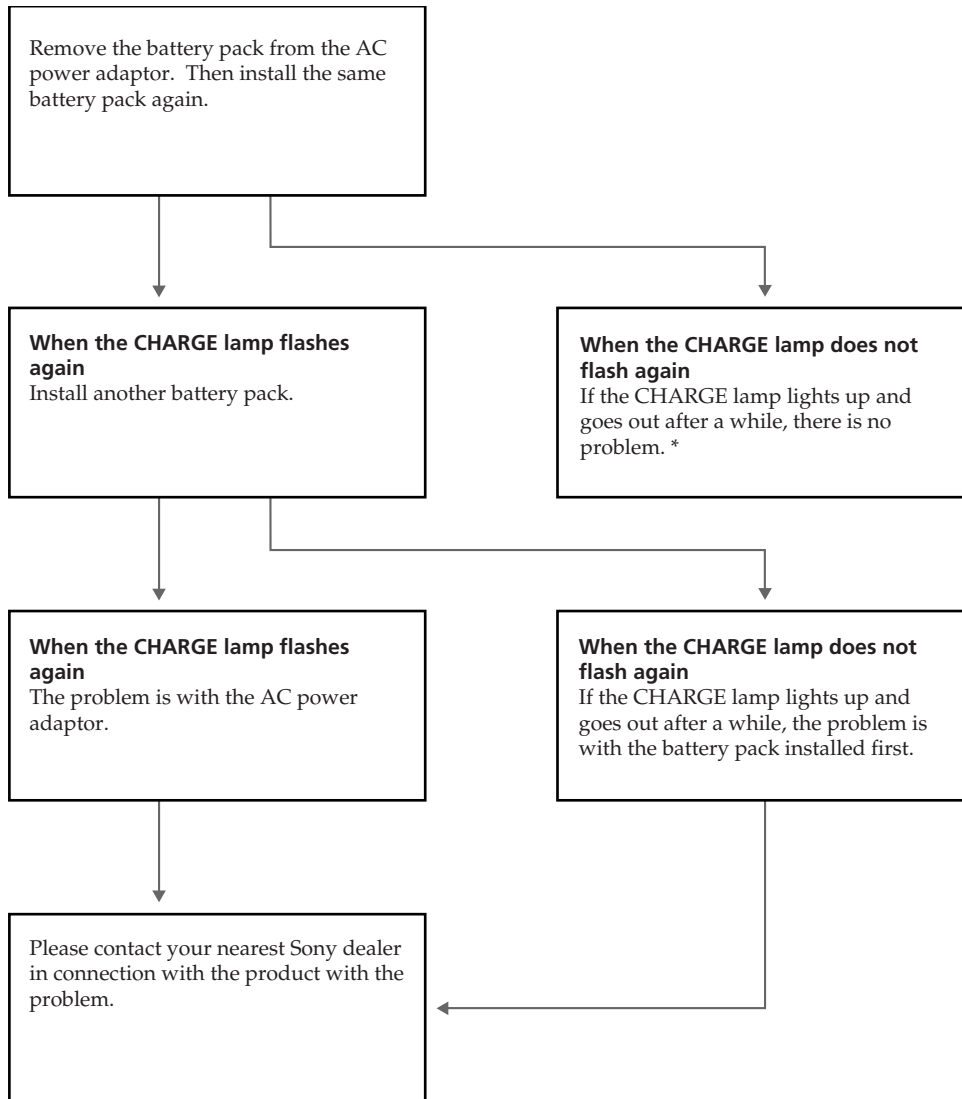 Remove the battery pack from the AC
power adaptor. Then install the same
battery pack again.
When the CHARGE lamp flashes
again
Install another battery pack.
When the CHARGE lamp does not
flash again
If the CHARGE lamp lights up and
goes out after a while, there is no
problem. *
When the CHARGE lamp flashes
again
The problem is with the AC power
adaptor.
When the CHARGE lamp does not
flash again
If the CHARGE lamp lights up and
goes out after a while, the problem is
with the battery pack installed first.
Please contact your nearest Sony dealer
in connection with the product with the
problem.